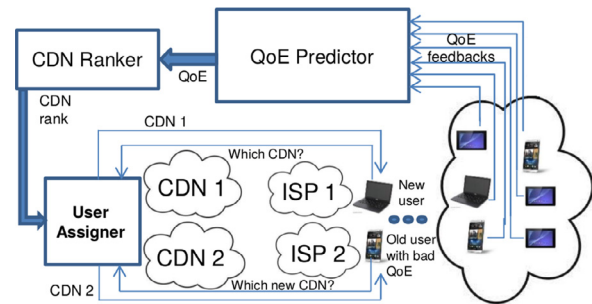 CDN Ranker
QoE
QoE Predictor
QoE
feedbacks
CDN
rank
CDN 1
Which CDN?
CDN 1
ISP 1
New
user
User
Assigner
CDN 2
ISP 2
Old user
with bad
QoE
Which new CDN?
CDN 2